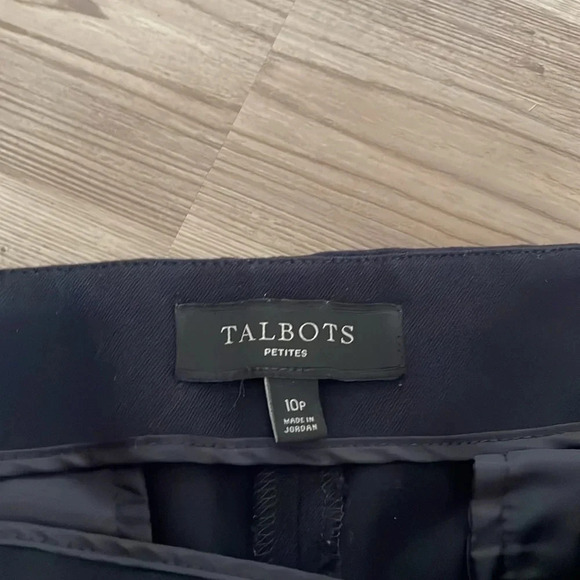 TALBOTS
PETITES
10P
MADE IN
JORDAN